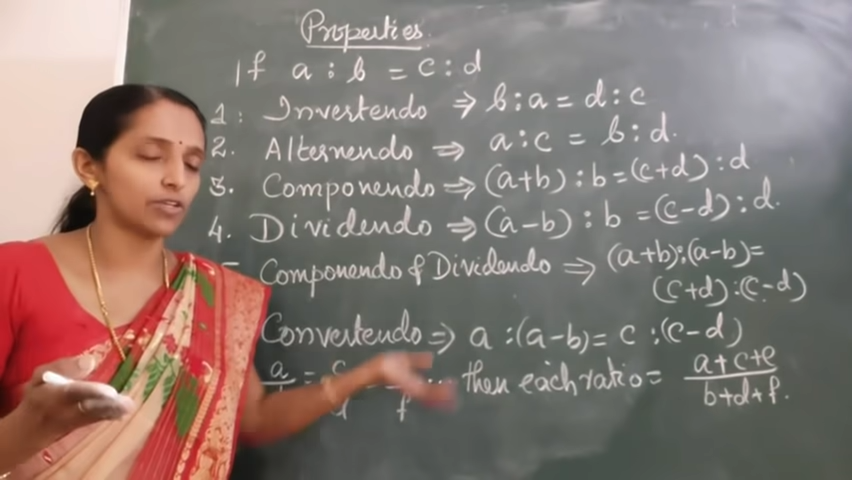 Properties
If a : b = c : d
1. Invertendo ⇒ b : a = d : c
2. Alternendo ⇒ a : c = b : d.
3. Componendo ⇒ (a+b) : b = (c+d) : d
4. Dividendo ⇒ (a-b) : b = (c-d) : d.
Componendo & Dividendo ⇒ (a+b):(a-b)=
(c+d) : (c-d)
Convertendo ⇒ a : (a-b) = c : (c-d)
a = c = f ... then each ratio = a+c+e / b+d+f.